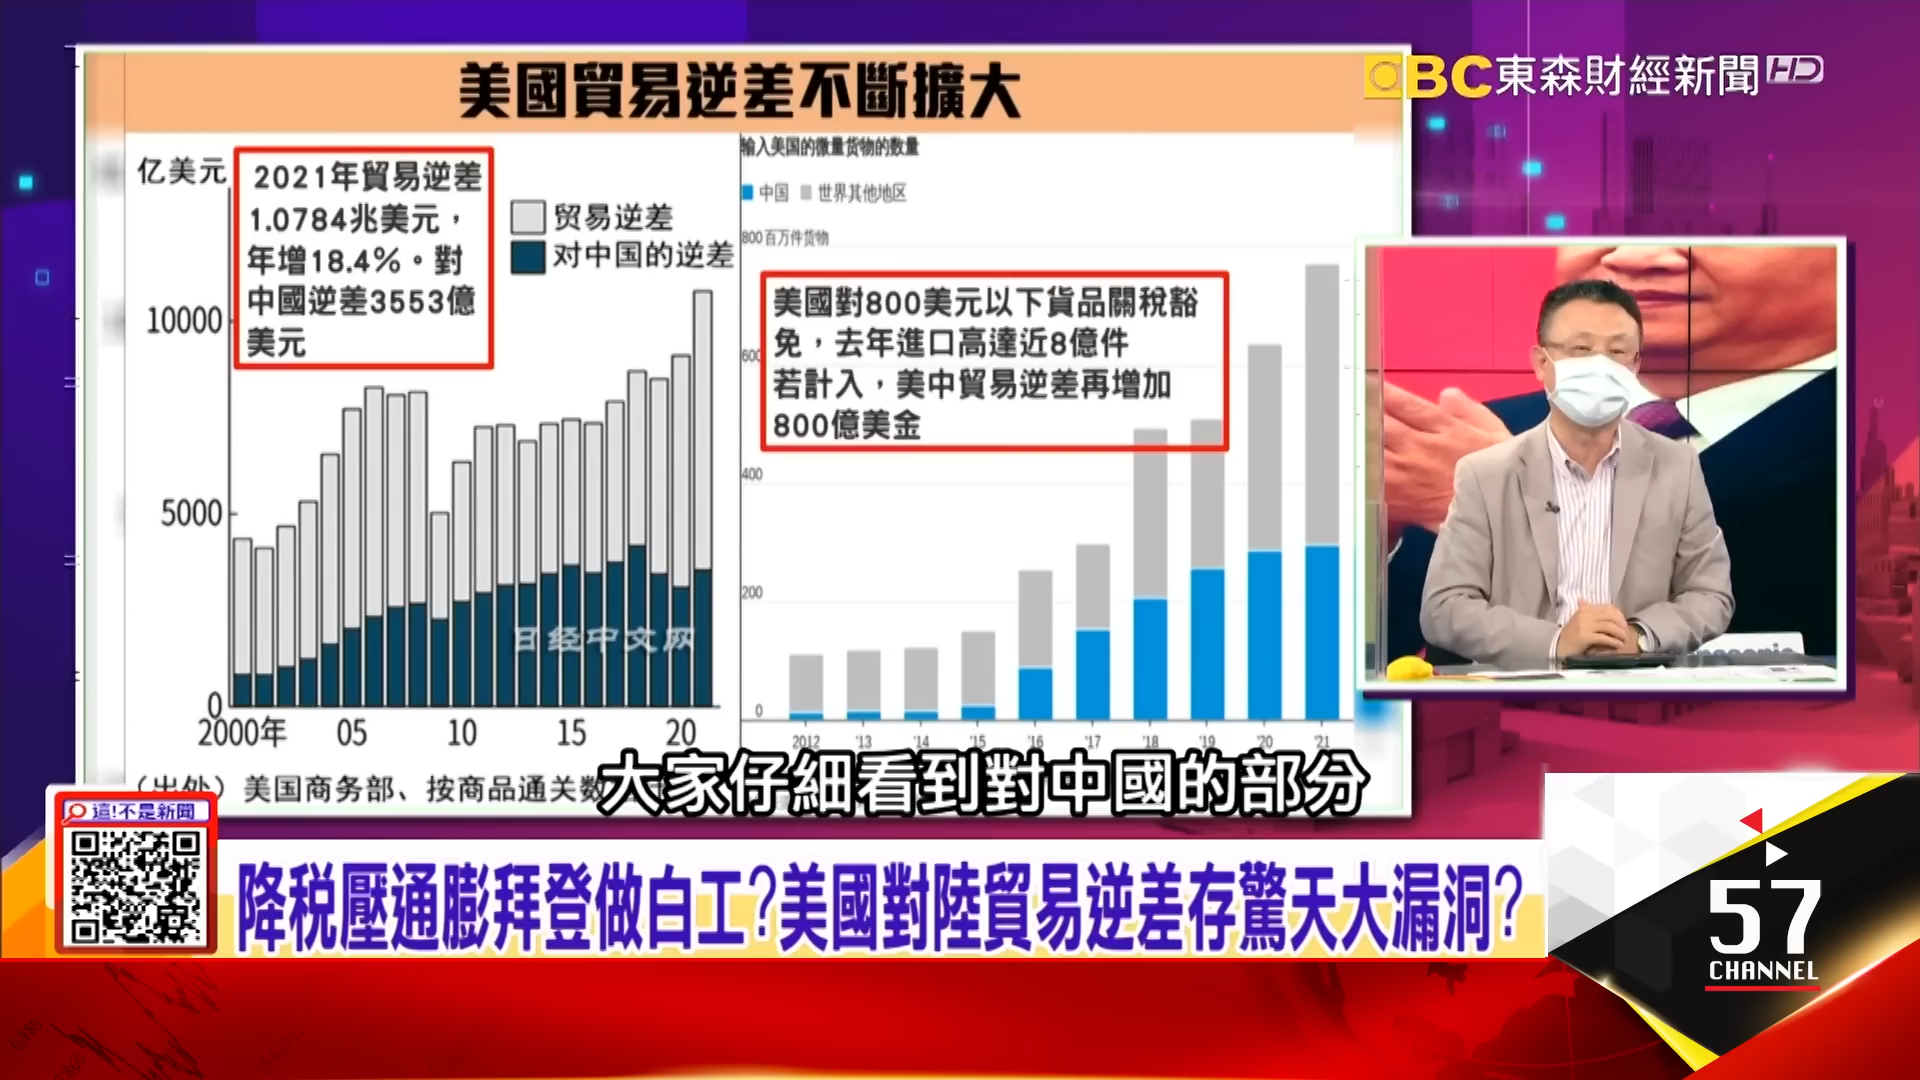 美國貿易逆差不斷擴大
EBC東森財經新聞HD
亿美元
2021年貿易逆差
1.0784兆美元，
年增18.4%。對
中國逆差3553億
美元
贸易逆差
对中国的逆差
10000
5000
0
2000年
05
10
15
20
日经中文网
(出处）美国商务部、按商品通关数
输入美国的微量货物的数量
中国
世界其他地区
800百万件货物
600
400
200
0
美國對800美元以下貨品關稅豁
免，去年進口高達近8億件
若計入，美中貿易逆差再增加
800億美金
2012
'13
'14
'15
'16
'17
'18
'19
'20
'21
大家仔細看到對中國的部分
這!不是新聞
降税壓通膨拜登做白工?美國對陸貿易逆差存驚天大漏洞?
57
CHANNEL